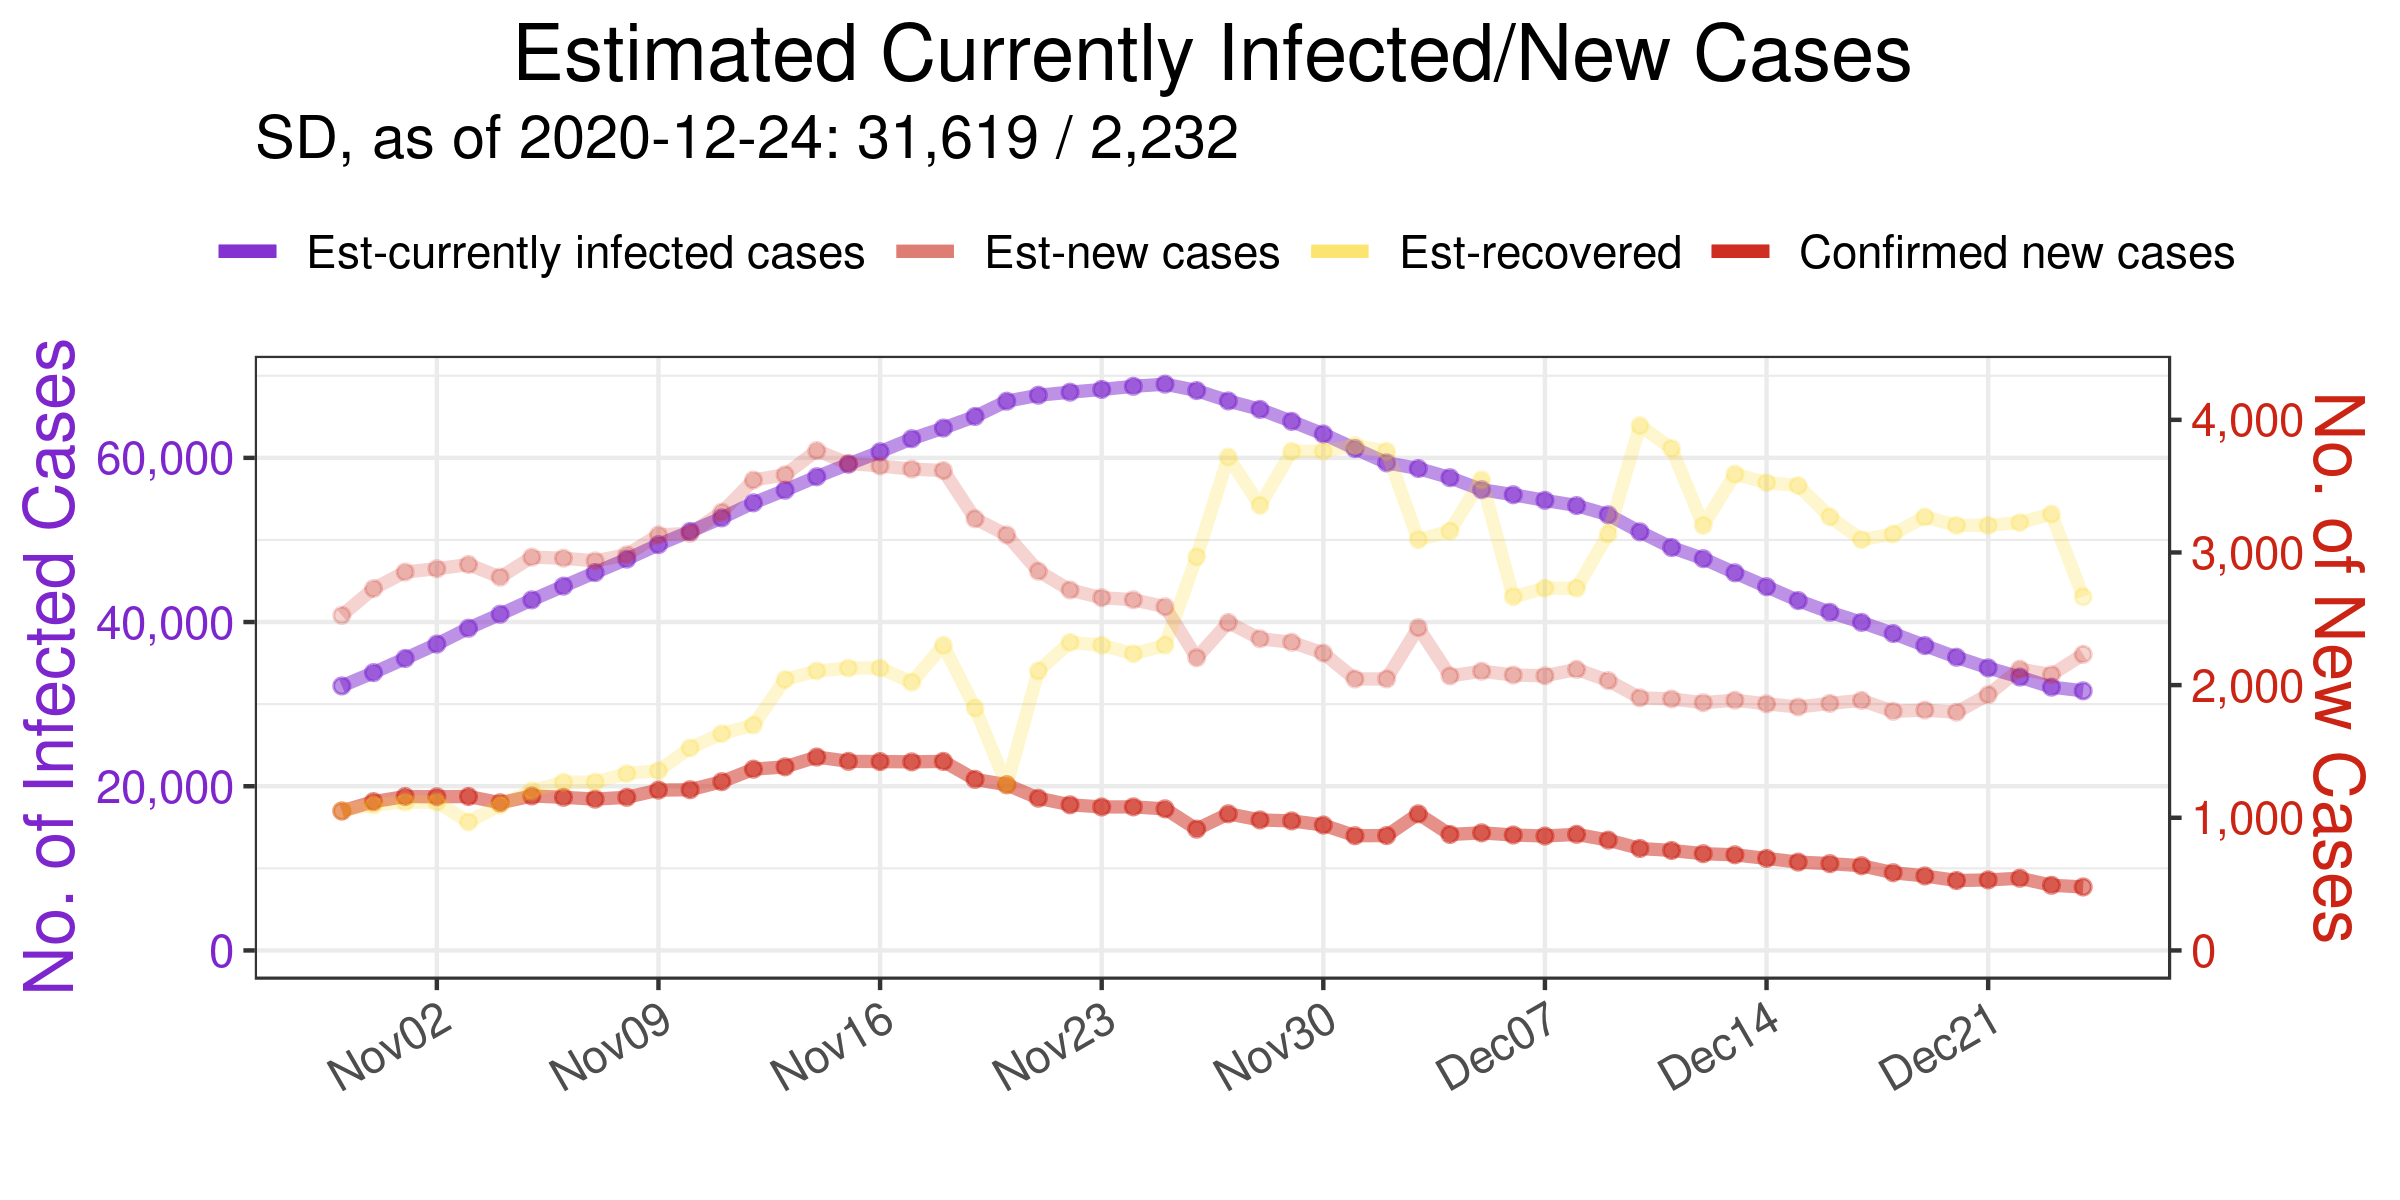 Estimated Currently Infected/New Cases
SD, as of 2020-12-24: 31,619 / 2,232
Est-currently infected cases Est-new cases Est-recovered Confirmed new cases
No. of Infected Cases
60,000
40,000
20,000
0
4,000
3,000
2,000
1,000
0
No. of New Cases
Nov02 Nov09 Nov16 Nov23 Nov30 Dec07 Dec14 Dec21